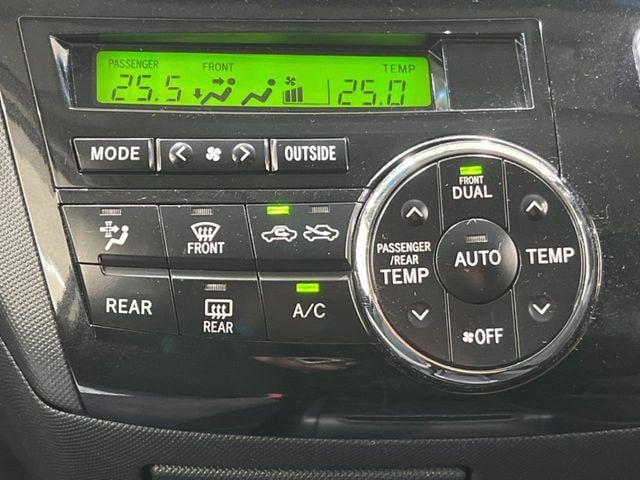 PASSENGER FRONT TEMP
25.5 25.0
MODE OUTSIDE
FRONT
DUAL
FRONT
PASSENGER
/REAR
TEMP
AUTO
TEMP
REAR
REAR
A/C
OFF